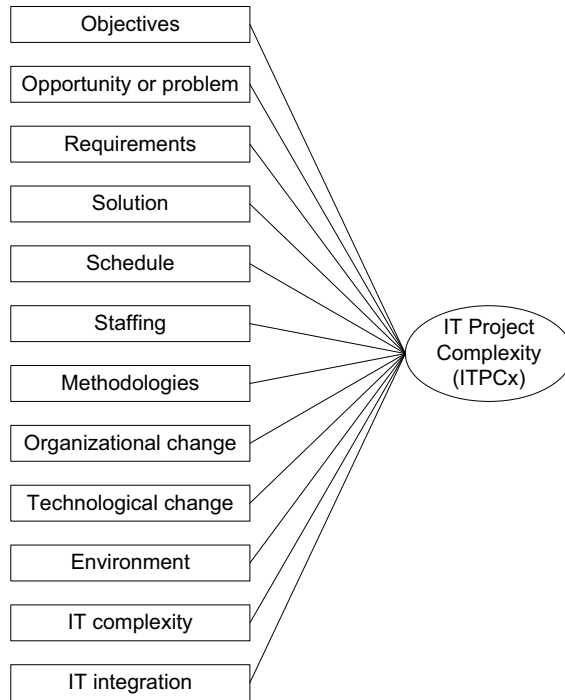 Objectives
Opportunity or problem
Requirements
Solution
Schedule
Staffing
Methodologies
Organizational change
Technological change
Environment
IT complexity
IT integration
IT Project
Complexity
(ITPCx)